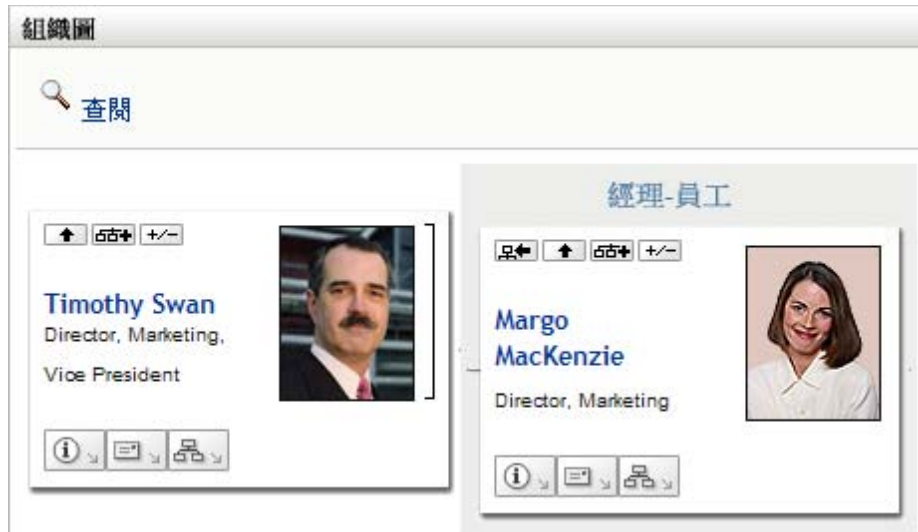 組織圖
查閱
經理-員工
Timothy Swan
Director, Marketing,
Vice President
Margo
MacKenzie
Director, Marketing